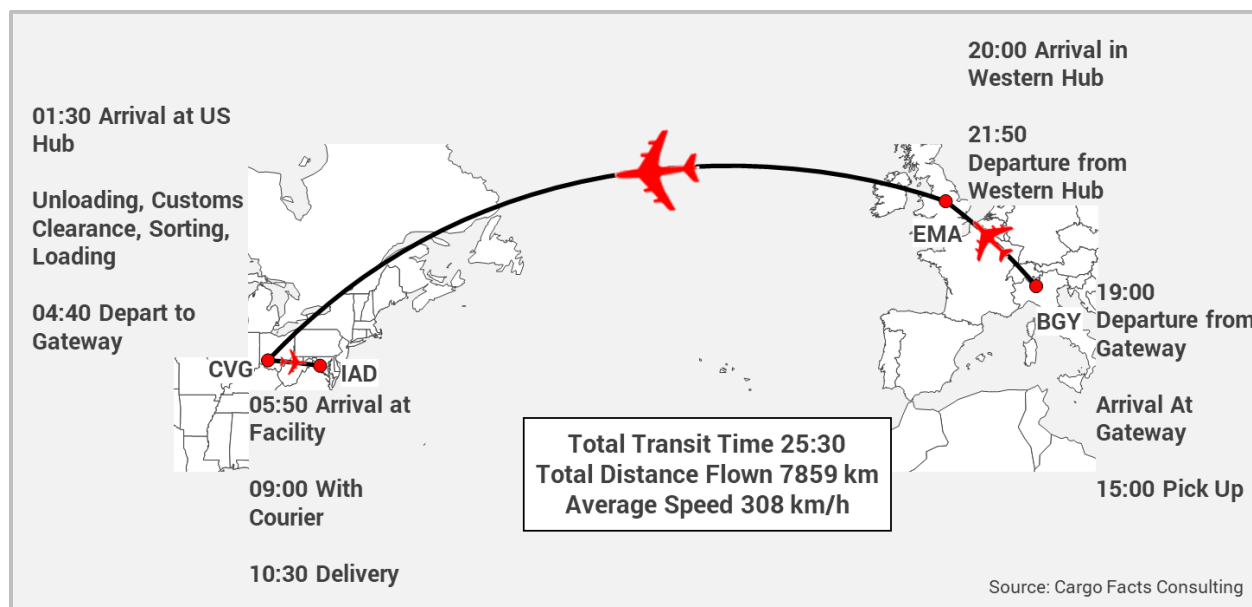 20:00 Arrival in
Western Hub
21:50
Departure from
Western Hub
01:30 Arrival at US
Hub
Unloading, Customs
Clearance, Sorting,
Loading
04:40 Depart to
Gateway
EMA
BGY
19:00
Departure from
Gateway
Arrival At
Gateway
15:00 Pick Up
CVG
IAD
05:50 Arrival at
Facility
09:00 With
Courier
10:30 Delivery
Total Transit Time 25:30
Total Distance Flown 7859 km
Average Speed 308 km/h
Source: Cargo Facts Consulting